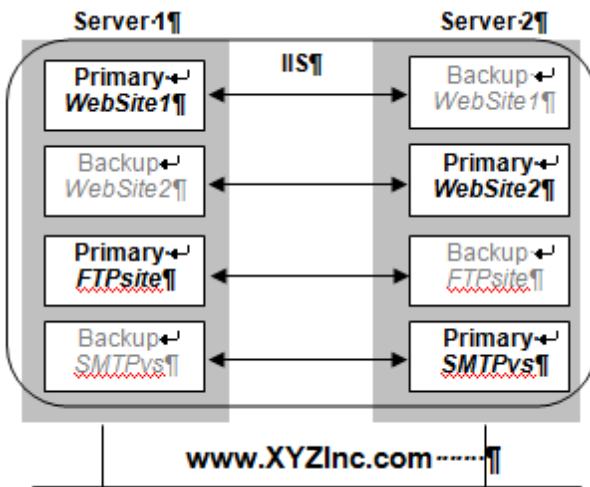 Server·1¶ Server·2¶
IIS¶
Primary↵
WebSite1¶
Backup↵
WebSite1¶
Backup↵
WebSite2¶
Primary↵
WebSite2¶
Primary↵
FTPsite¶
Backup↵
FTPsite¶
Backup↵
SMTPvs¶
Primary↵
SMTPvs¶
www.XYZInc.com·····¶